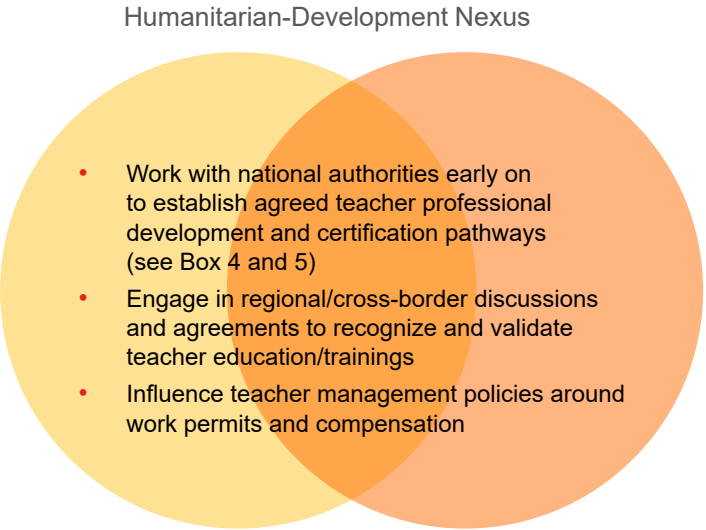 Humanitarian-Development Nexus
• Work with national authorities early on
to establish agreed teacher professional
development and certification pathways
(see Box 4 and 5)
• Engage in regional/cross-border discussions
and agreements to recognize and validate
teacher education/trainings
• Influence teacher management policies around
work permits and compensation